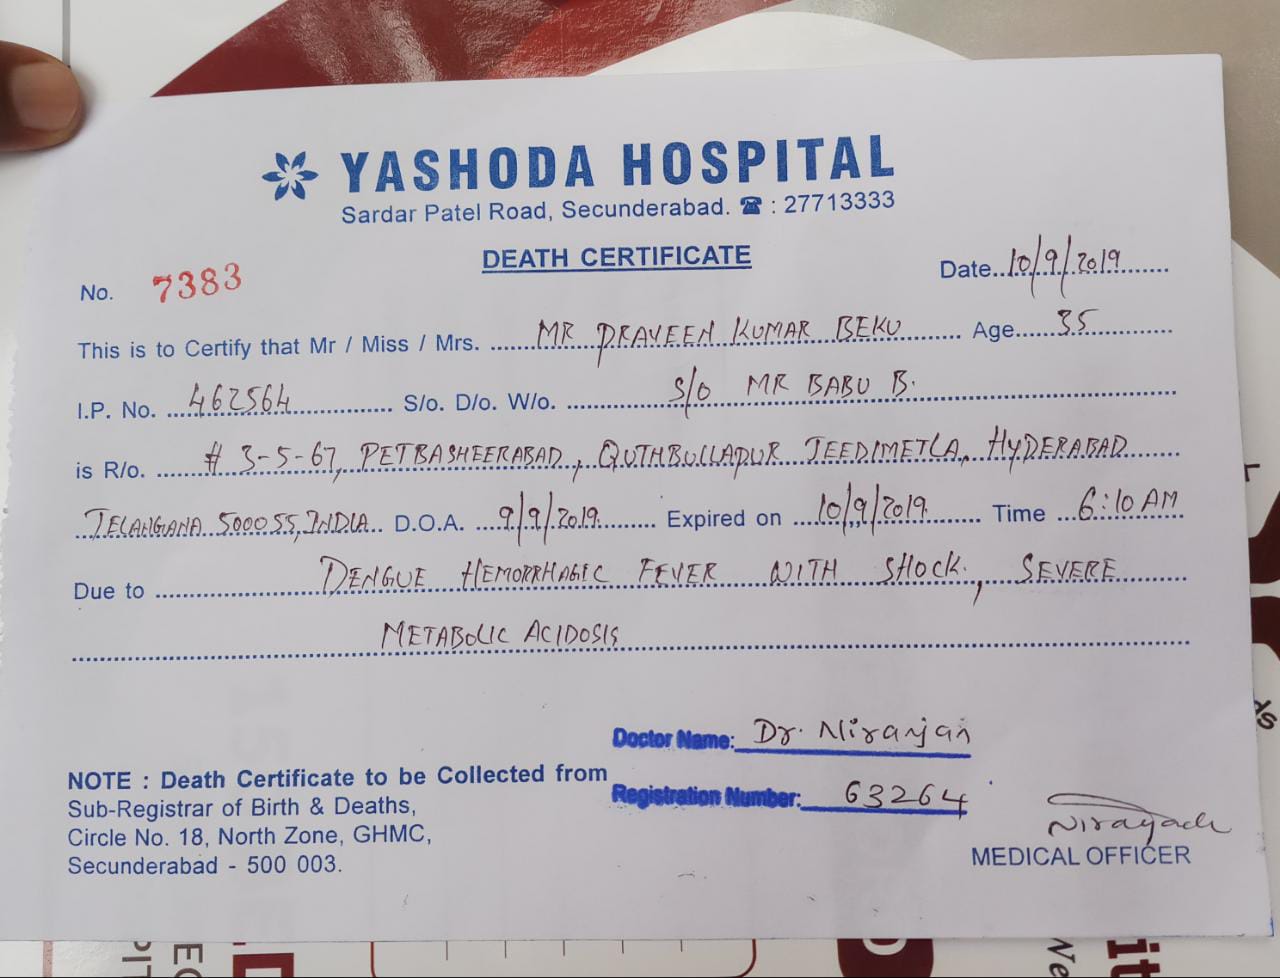 YASHODA HOSPITAL
Sardar Patel Road, Secunderabad. ☎ : 27713333
DEATH CERTIFICATE
No. 7383 Date..10/9/2019
This is to Certify that Mr / Miss / Mrs. MR PRAVEEN KUMAR BEKU Age 35
I.P. No. 462564 S/o. D/o. W/o. S/O MR BABU B.
is R/o. # 3-5-67, PETBASHEERABAD, QUTHBULLAPUR JEEDIMETLA, HYDERABAD
TELANGANA 500055, INDIA D.O.A. 9/9/2019 Expired on 10/9/2019 Time 6:10 AM
Due to DENGUE HEMORRHAGIC FEVER WITH SHOCK, SEVERE
METABOLIC ACIDOSIS
Doctor Name: Dr. Niranjan
Registration Number: 63264
NOTE : Death Certificate to be Collected from
Sub-Registrar of Birth & Deaths,
Circle No. 18, North Zone, GHMC,
Secunderabad - 500 003.
MEDICAL OFFICER